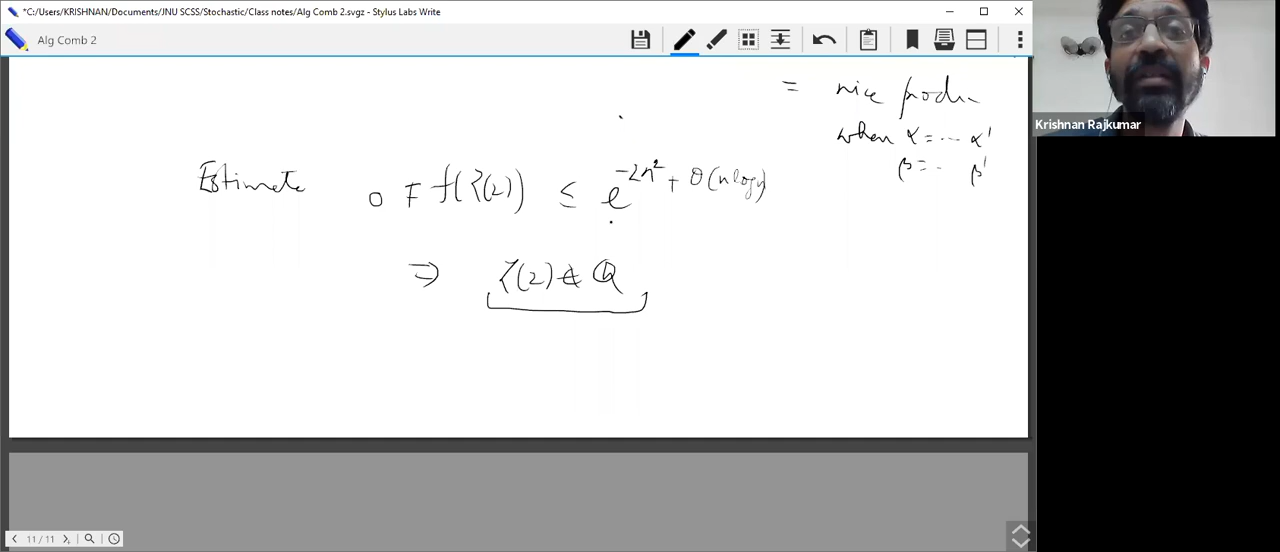 *C:/Users/KRISHNAN/Documents/JNU SCSS/Stochastic/Class notes/Alg Comb 2.svgz - Stylus Labs Write
Alg Comb 2
= nice produ
when α = ... α'
β = ... β'
Krishnan Rajkumar
Estimate 0 ≠ f(ζ(2)) ≤ e^{-2n² + O(n log n)}
⇒ ζ(2) ∉ ℚ
11 / 11